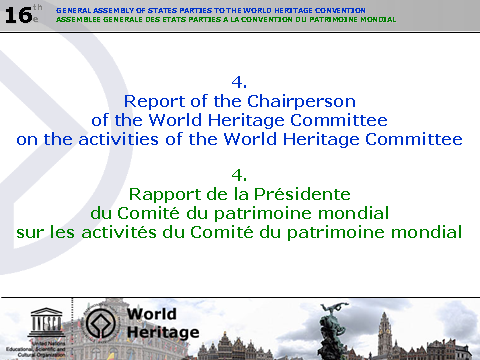 16th
e
GENERAL ASSEMBLY OF STATES PARTIES TO THE WORLD HERITAGE CONVENTION
ASSEMBLEE GENERALE DES ETATS PARTIES A LA CONVENTION DU PATRIMOINE MONDIAL
4.
Report of the Chairperson
of the World Heritage Committee
on the activities of the World Heritage Committee
4.
Rapport de la Présidente
du Comité du patrimoine mondial
sur les activités du Comité du patrimoine mondial
United Nations
Educational, Scientific and
Cultural Organization
World
Heritage